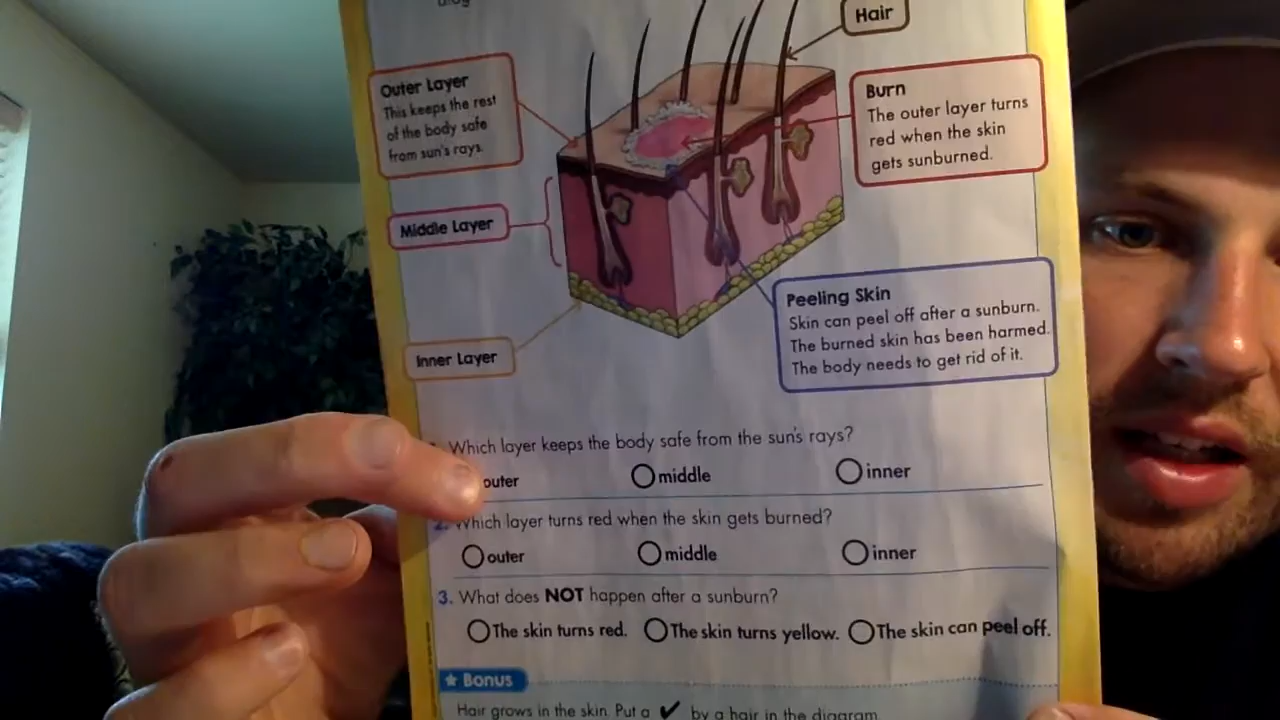 Hair
Outer Layer
This keeps the rest
of the body safe
from sun's rays.
Burn
The outer layer turns
red when the skin
gets sunburned.
Middle Layer
Peeling Skin
Skin can peel off after a sunburn.
The burned skin has been harmed.
The body needs to get rid of it.
Inner Layer
Which layer keeps the body safe from the sun's rays?
outer middle inner
2. Which layer turns red when the skin gets burned?
outer middle inner
3. What does NOT happen after a sunburn?
The skin turns red. The skin turns yellow. The skin can peel off.
★ Bonus
Hair grows in the skin. Put a ✔ by a hair in the diagram